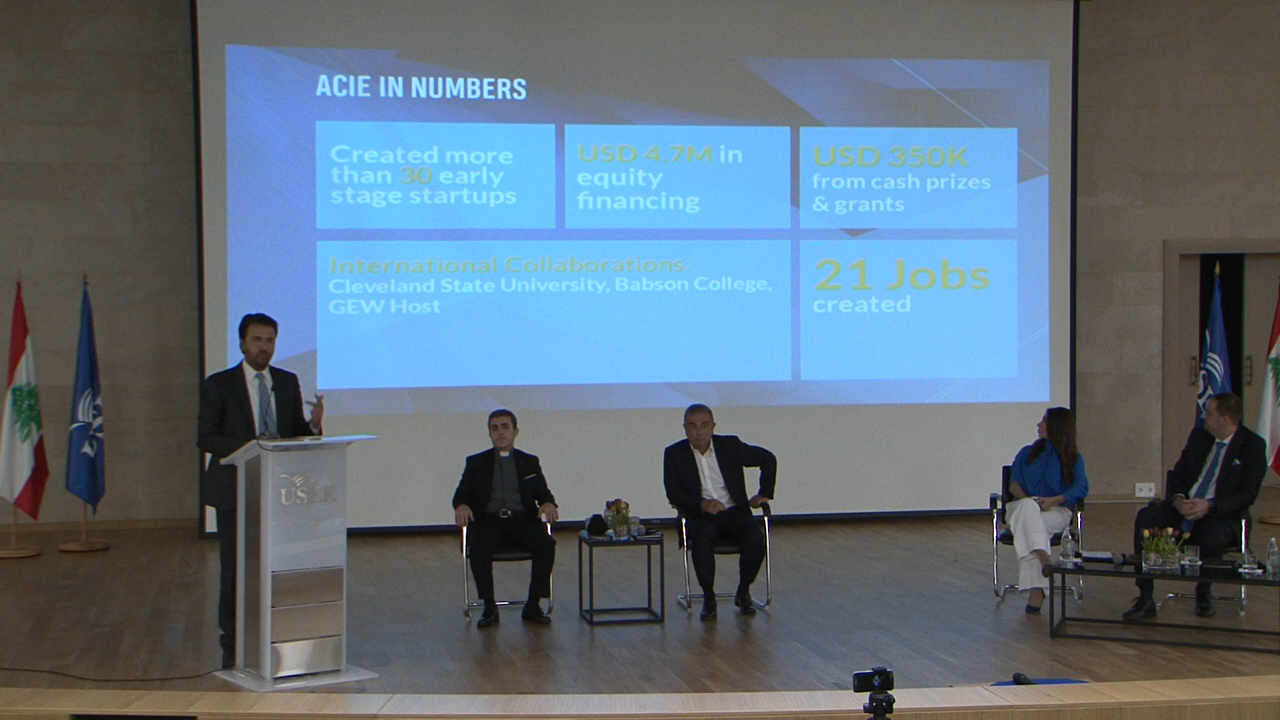 ACIE IN NUMBERS
Created more
than 30 early
stage startups
USD 4.7M in
equity
financing
USD 350K
from cash prizes
& grants
International Collaborations:
Cleveland State University, Babson College,
GEW Host
21 Jobs
created
USEK